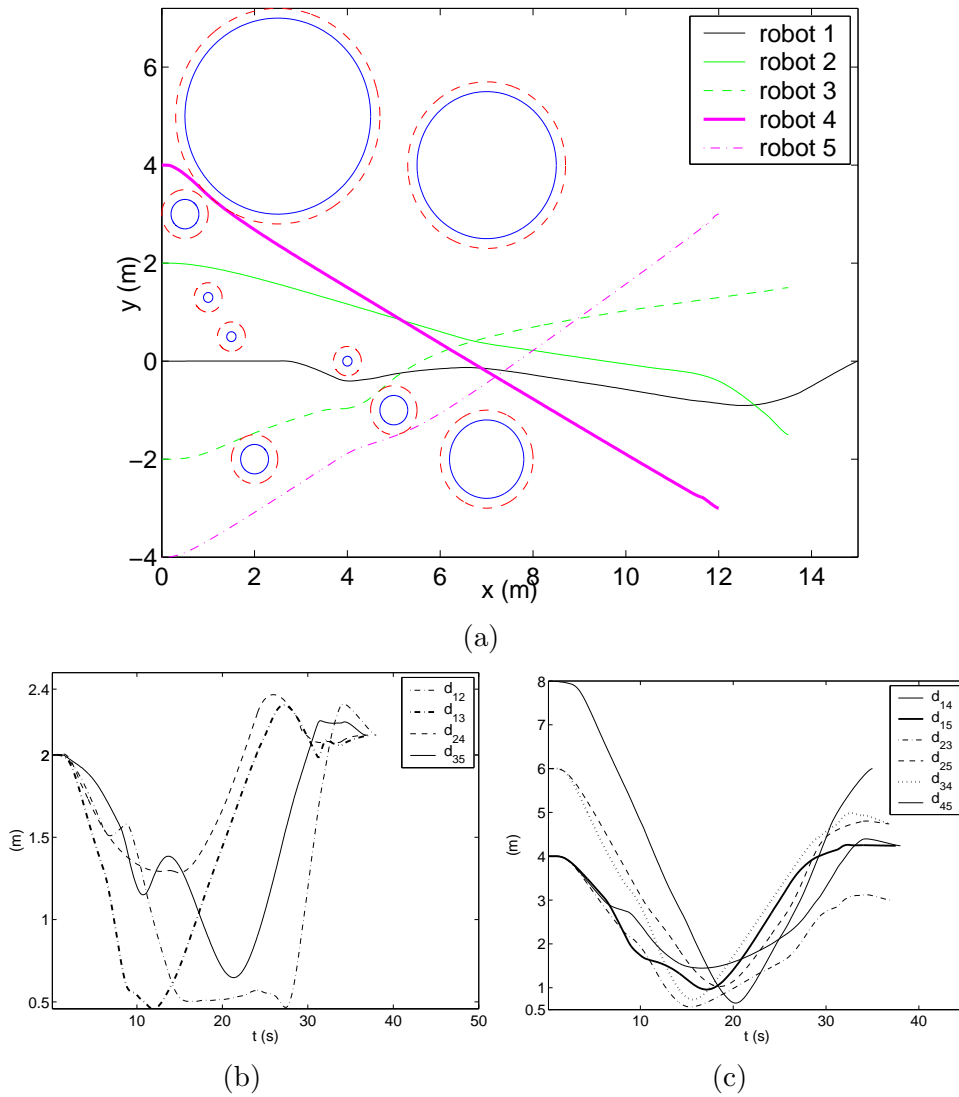 robot 1
robot 2
robot 3
robot 4
robot 5
6
4
2
0
−2
−4
y (m)
0 2 4 6 8 10 12 14
x (m)
(a)
2.4
2
1.5
1
0.5
(m)
10 20 30 40 50
t (s)
d12
d13
d24
d35
(b)
8
7
6
5
4
3
2
1
0.5
(m)
10 20 30 40
t (s)
d14
d15
d23
d25
d34
d45
(c)